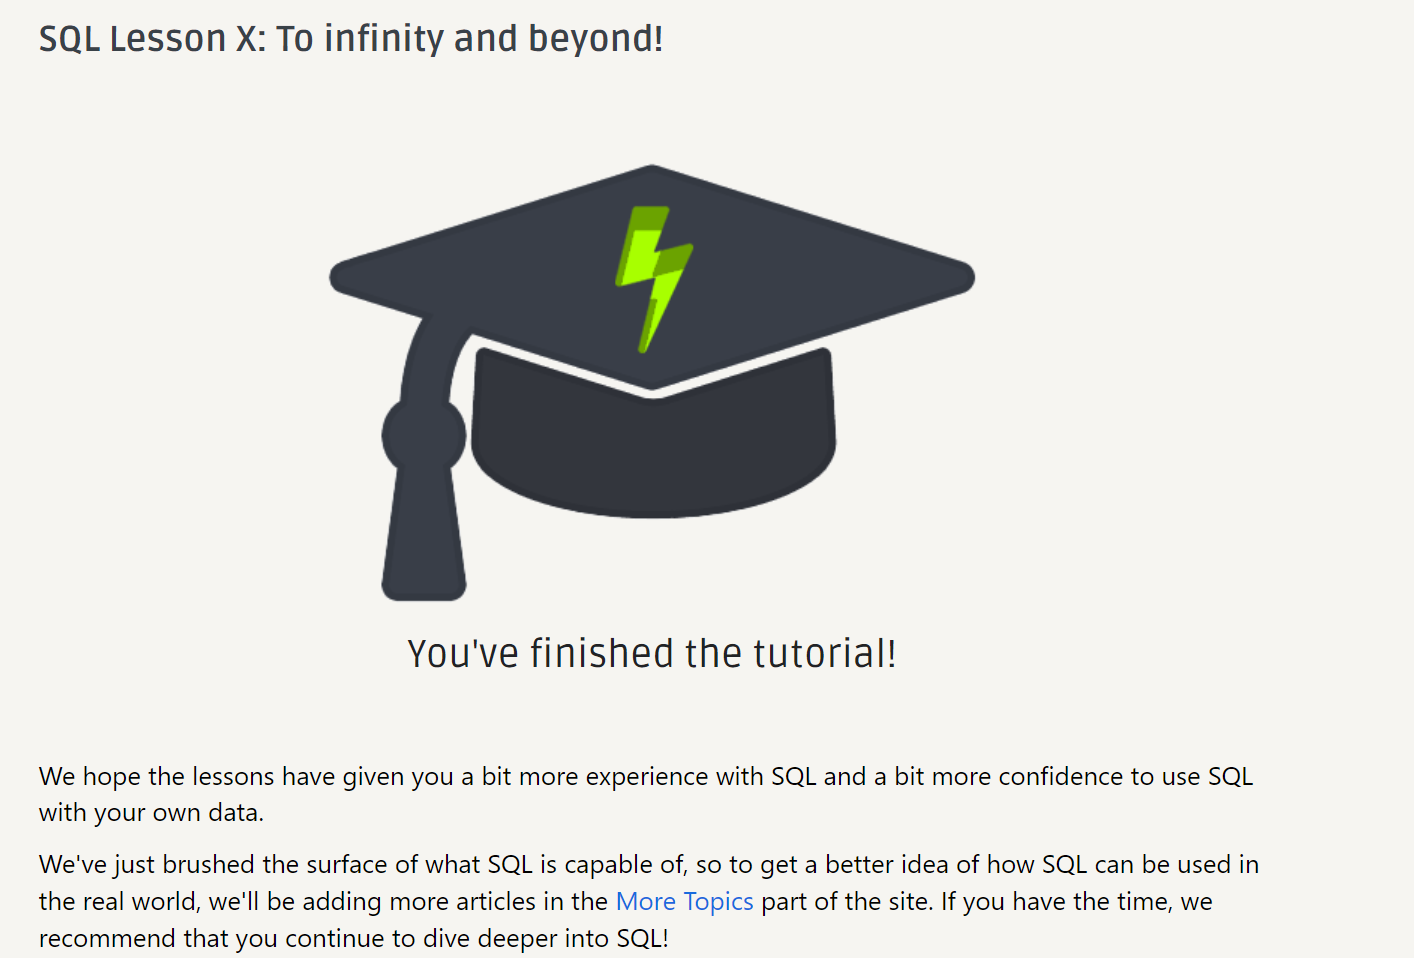 SQL Lesson X: To infinity and beyond!
You've finished the tutorial!
We hope the lessons have given you a bit more experience with SQL and a bit more confidence to use SQL
with your own data.
We've just brushed the surface of what SQL is capable of, so to get a better idea of how SQL can be used in
the real world, we'll be adding more articles in the More Topics part of the site. If you have the time, we
recommend that you continue to dive deeper into SQL!